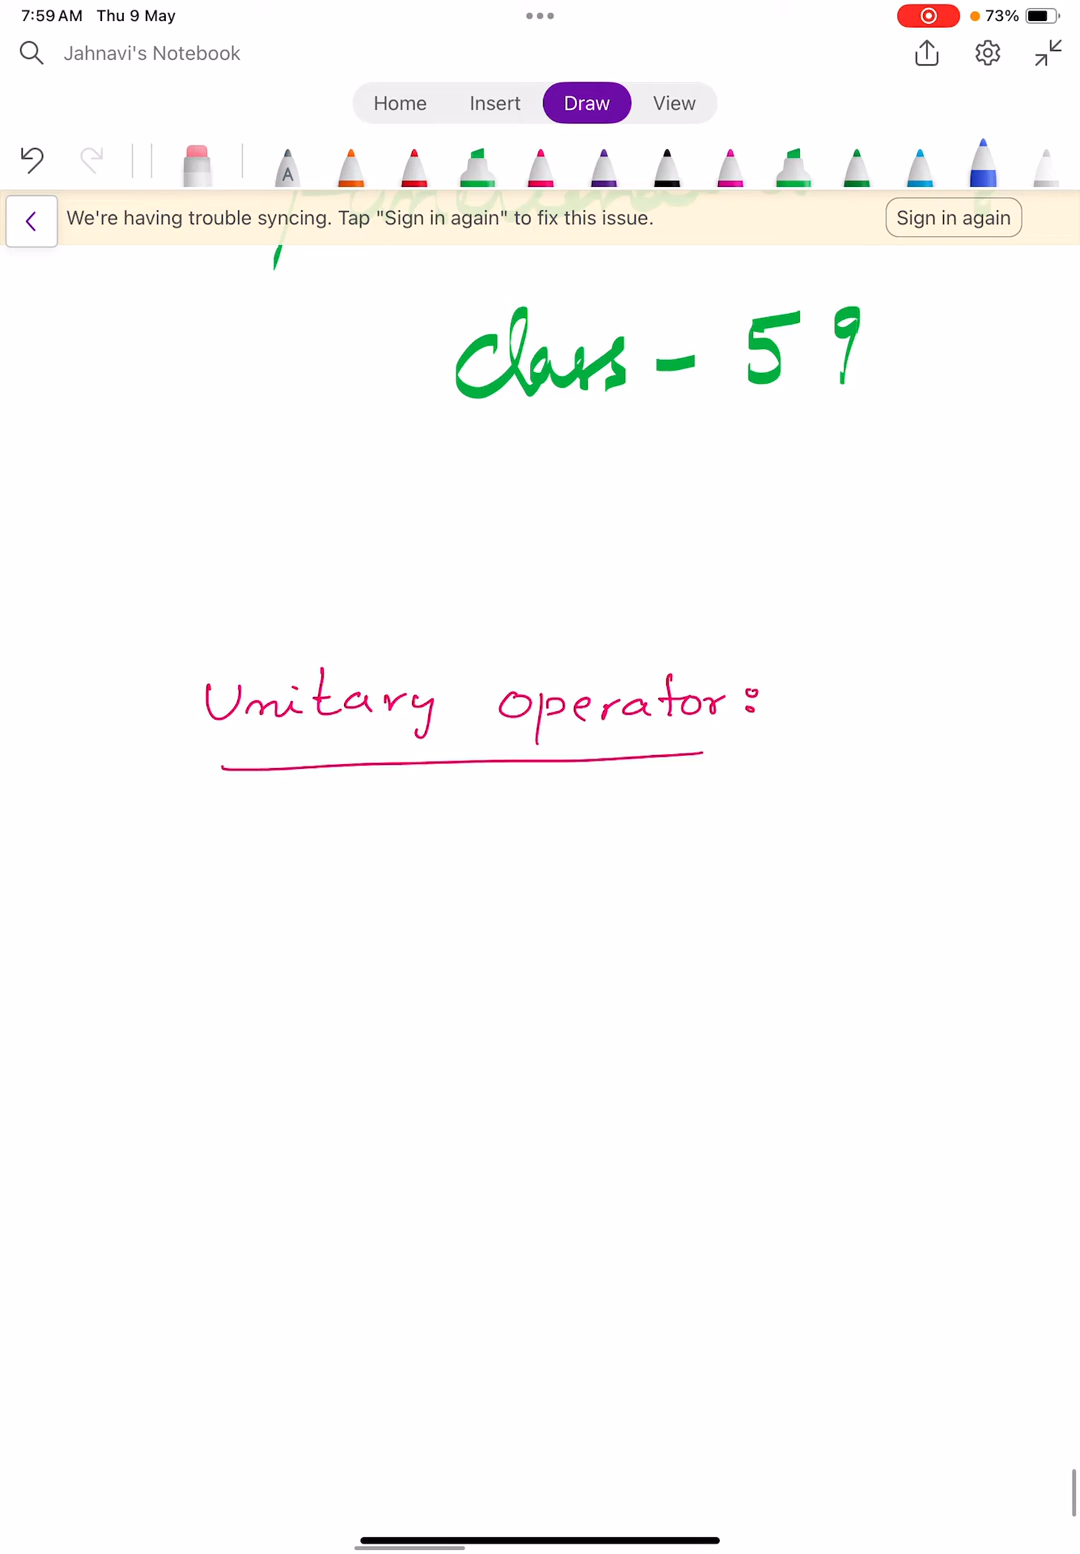 7:59 AM Thu 9 May
73%
Jahnavi's Notebook
Home Insert Draw View
A
We're having trouble syncing. Tap "Sign in again" to fix this issue.
Sign in again
class - 59
Unitary operator: